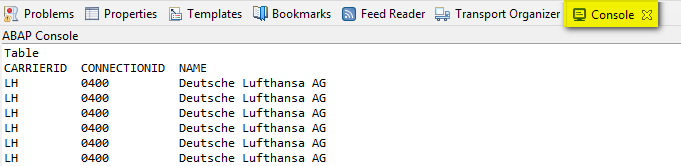 Problems Properties Templates Bookmarks Feed Reader Transport Organizer Console
ABAP Console
Table
CARRIERID CONNECTIONID NAME
LH 0400 Deutsche Lufthansa AG
LH 0400 Deutsche Lufthansa AG
LH 0400 Deutsche Lufthansa AG
LH 0400 Deutsche Lufthansa AG
LH 0400 Deutsche Lufthansa AG
LH 0400 Deutsche Lufthansa AG